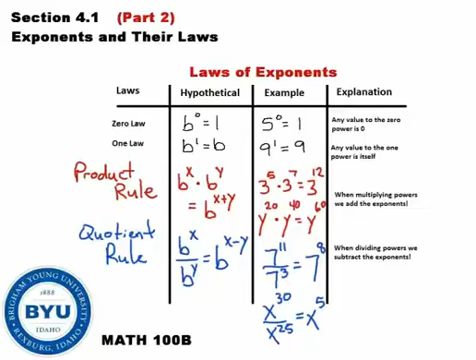 Section 4.1 (Part 2)
Exponents and Their Laws
Laws of Exponents
Laws Hypothetical Example Explanation
Zero Law b⁰ = 1 5⁰ = 1 Any value to the zero
power is 0
One Law b¹ = b 9¹ = 9 Any value to the one
power is itself
Product
Rule
bˣ · bʸ
= bˣ⁺ʸ
3⁵ · 3⁷ = 3¹²
y²⁰ · y⁴⁰ = y⁶⁰
When multiplying powers
we add the exponents!
Quotient
Rule
bˣ/bʸ = bˣ⁻ʸ
7¹¹/7³ = 7⁸
x³⁰/x²⁵ = x⁵
When dividing powers we
subtract the exponents!
BRIGHAM YOUNG UNIVERSITY
1888
BYU
IDAHO
REXBURG, IDAHO
MATH 100B